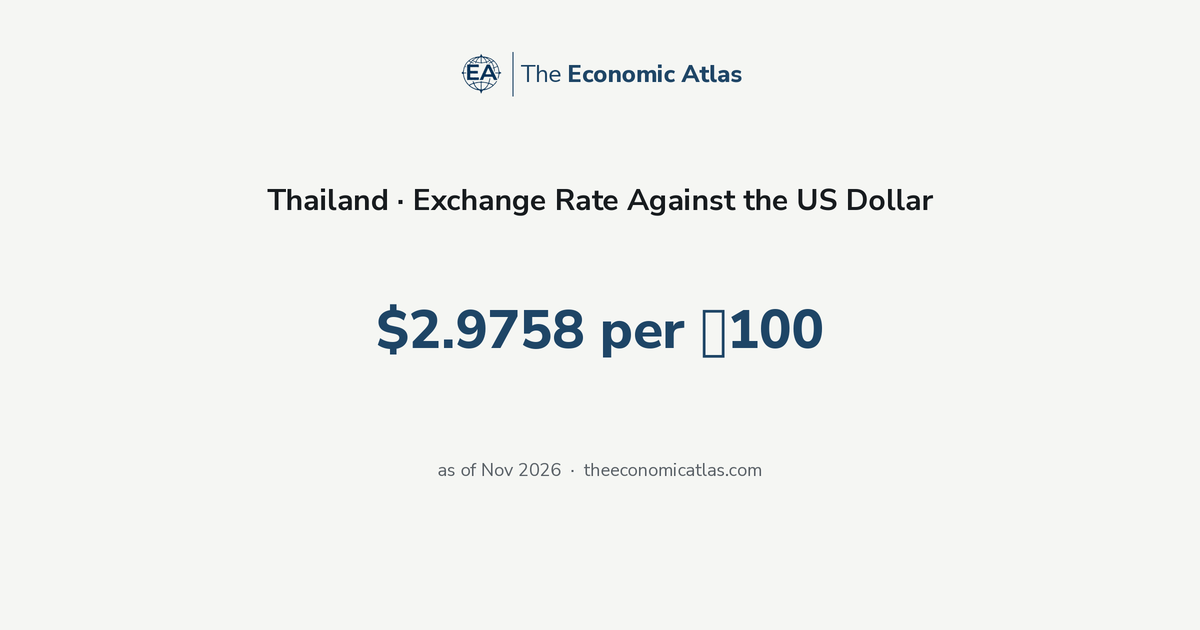 EA The Economic Atlas
Thailand · Exchange Rate Against the US Dollar
$2.9758 per ▯100
as of Nov 2026 · theeconomicatlas.com